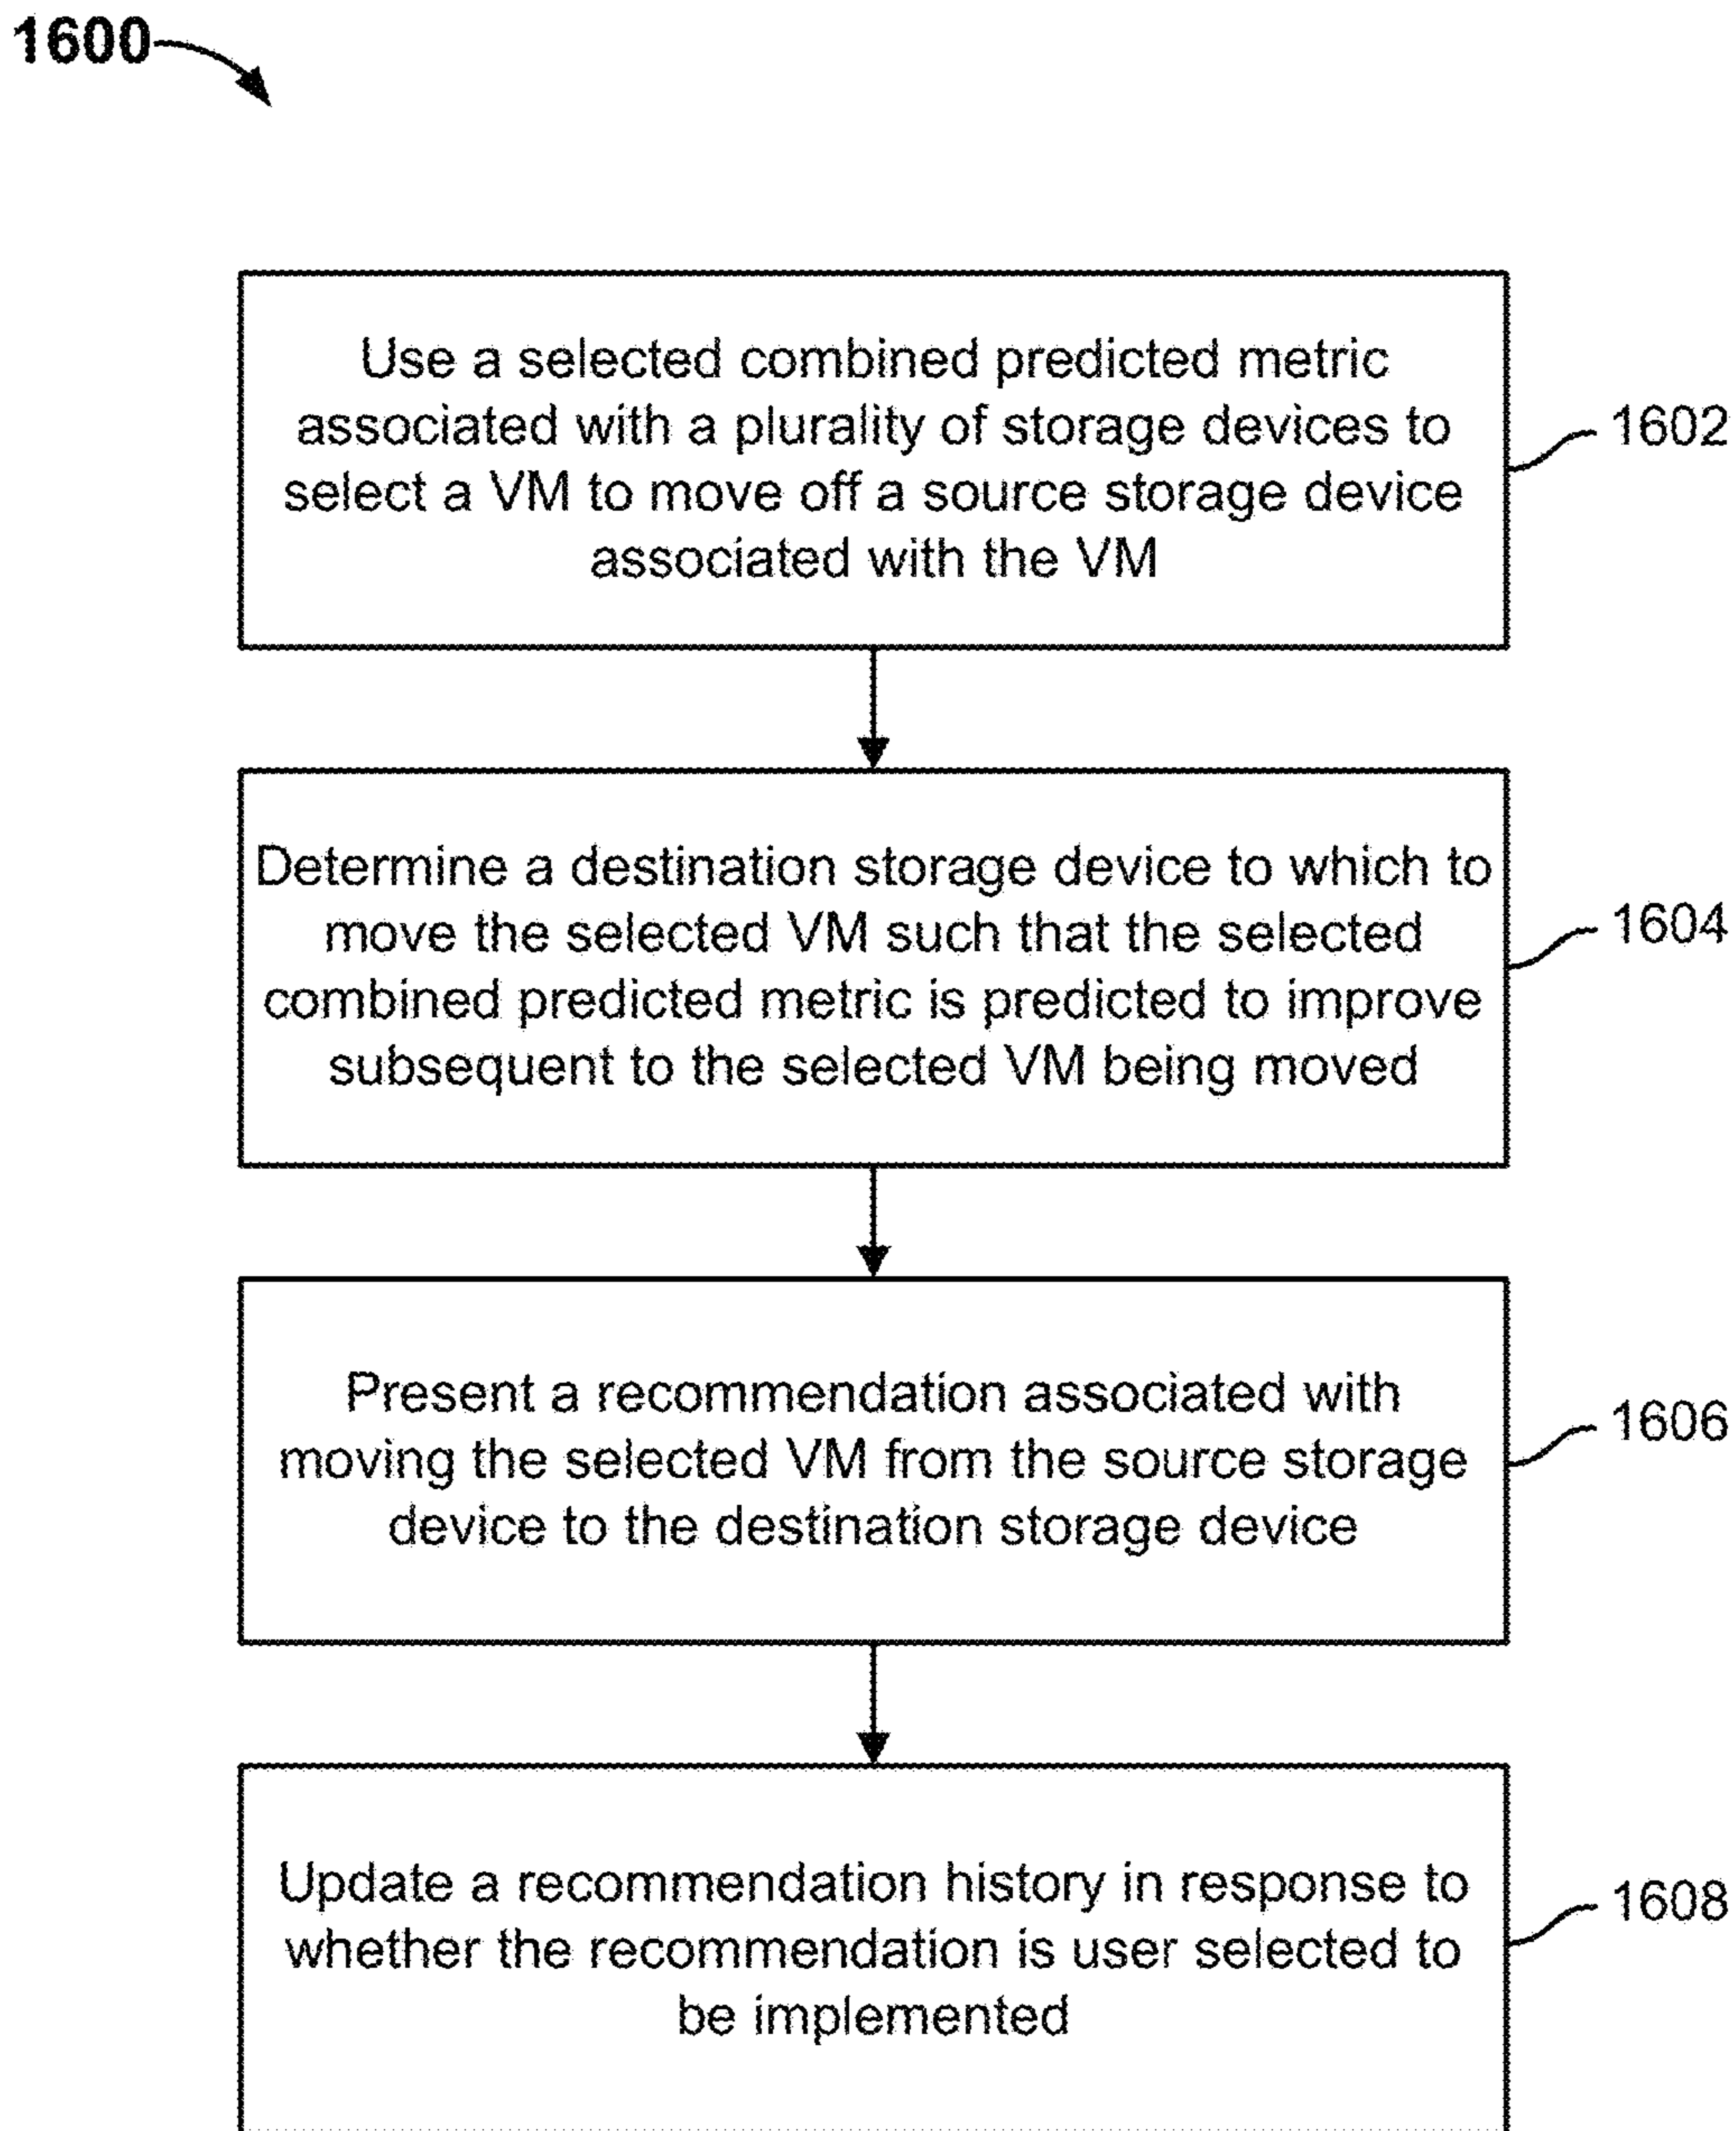 1600
Use a selected combined predicted metric
associated with a plurality of storage devices to
select a VM to move off a source storage device
associated with the VM
1602
Determine a destination storage device to which to
move the selected VM such that the selected
combined predicted metric is predicted to improve
subsequent to the selected VM being moved
1604
Present a recommendation associated with
moving the selected VM from the source storage
device to the destination storage device
1606
Update a recommendation history in response to
whether the recommendation is user selected to
be implemented
1608